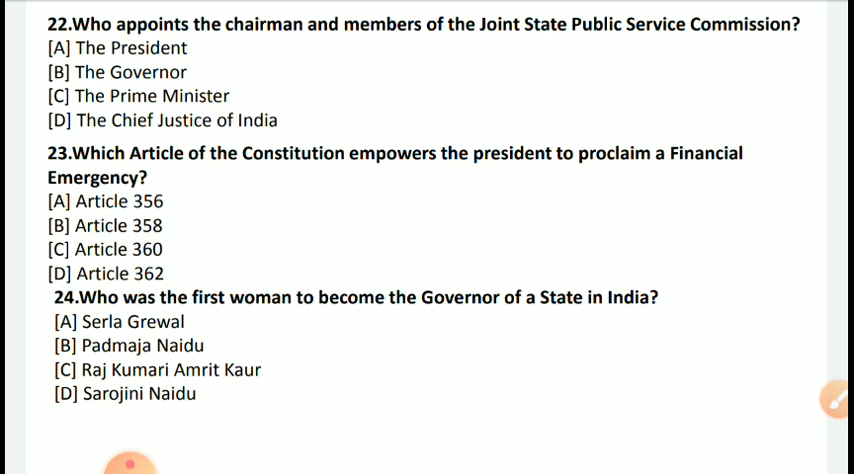 22.Who appoints the chairman and members of the Joint State Public Service Commission?
[A] The President
[B] The Governor
[C] The Prime Minister
[D] The Chief Justice of India
23.Which Article of the Constitution empowers the president to proclaim a Financial
Emergency?
[A] Article 356
[B] Article 358
[C] Article 360
[D] Article 362
24.Who was the first woman to become the Governor of a State in India?
[A] Serla Grewal
[B] Padmaja Naidu
[C] Raj Kumari Amrit Kaur
[D] Sarojini Naidu